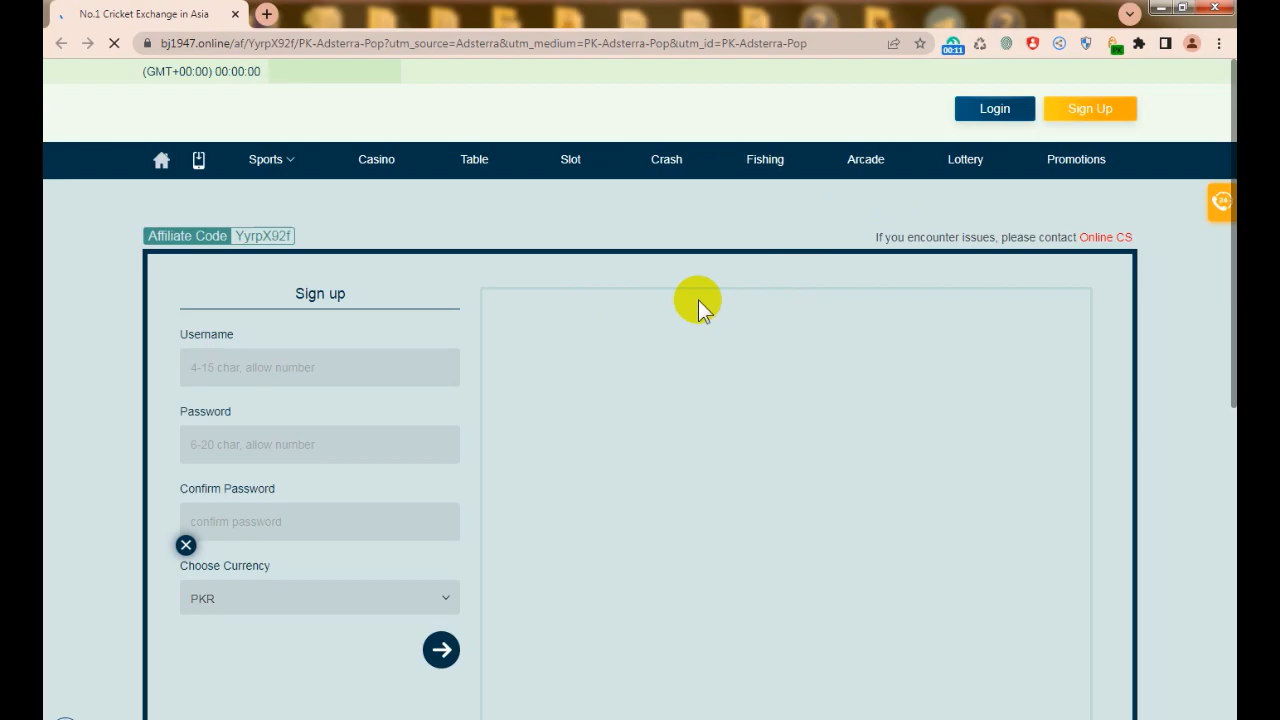 No.1 Cricket Exchange in Asia
bj1947.online/af/YyrpX92f/PK-Adsterra-Pop?utm_source=Adsterra&utm_medium=PK-Adsterra-Pop&utm_id=PK-Adsterra-Pop
00:11
PK
(GMT+00:00) 00:00:00
Login Sign Up
Sports Casino Table Slot Crash Fishing Arcade Lottery Promotions
24
Affiliate Code YyrpX92f
If you encounter issues, please contact Online CS
Sign up
Username
4-15 char, allow number
Password
6-20 char, allow number
Confirm Password
confirm password
Choose Currency
PKR